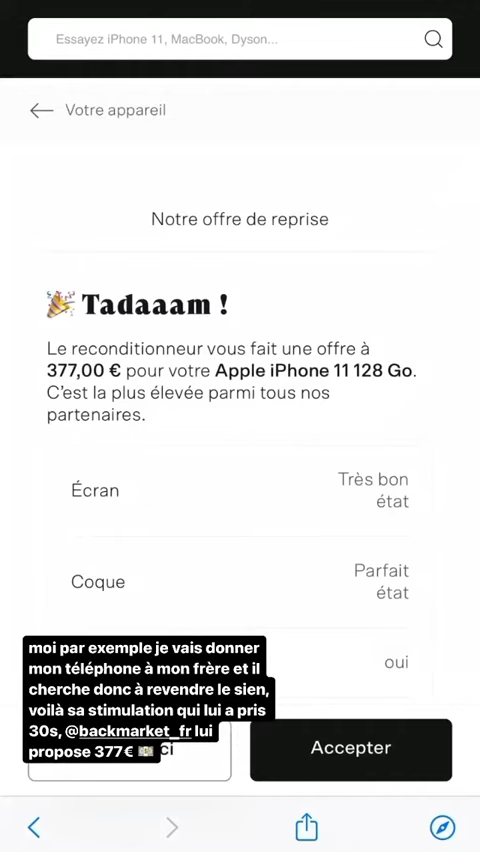 Essayez iPhone 11, MacBook, Dyson...
Votre appareil
Notre offre de reprise
🎉 Tadaaam !
Le reconditionneur vous fait une offre à
377,00 € pour votre Apple iPhone 11 128 Go.
C’est la plus élevée parmi tous nos
partenaires.
Écran
Très bon
état
Coque
Parfait
état
oui
moi par exemple je vais donner
mon téléphone à mon frère et il
cherche donc à revendre le sien,
voilà sa stimulation qui lui a pris
30s, @backmarket_fr lui
propose 377€ 💵
Accepter